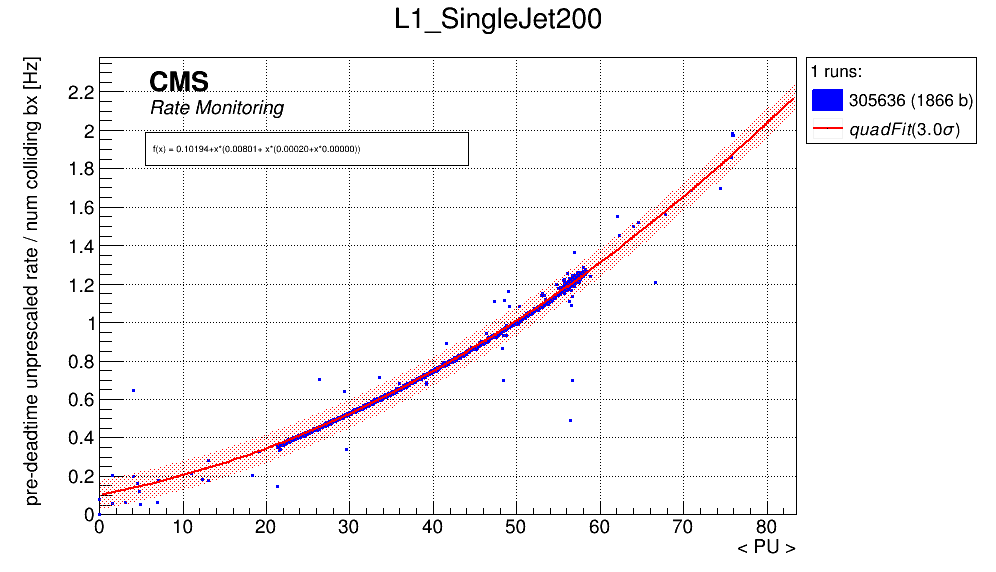 L1_SingleJet200
pre-deadtime unprescaled rate / num colliding bx [Hz]
CMS
Rate Monitoring
f(x) = 0.10194+x*(0.00801+ x*(0.00020+x*0.00000))
1 runs:
305636 (1866 b)
quadFit(3.0σ)
2.2
2
1.8
1.6
1.4
1.2
1
0.8
0.6
0.4
0.2
0
0 10 20 30 40 50 60 70 80
< PU >